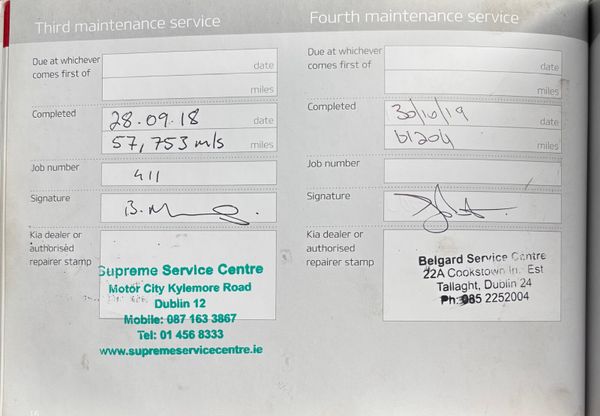 Third maintenance service
Due at whichever
comes first of
date
miles
Completed
28.09.18 date
57,753 m/s miles
Job number
411
Signature
Kia dealer or
authorised
repairer stamp
Supreme Service Centre
Motor City Kylemore Road
Dublin 12
Mobile: 087 163 3867
Tel: 01 456 8333
www.supremeservicecentre.ie
16
Fourth maintenance service
Due at whichever
comes first of
date
miles
Completed
30/10/19 date
61204 miles
Job number
Signature
Kia dealer or
authorised
repairer stamp
Belgard Service Centre
22A Cookstown In. Est
Tallaght, Dublin 24
Ph: 085 2252004